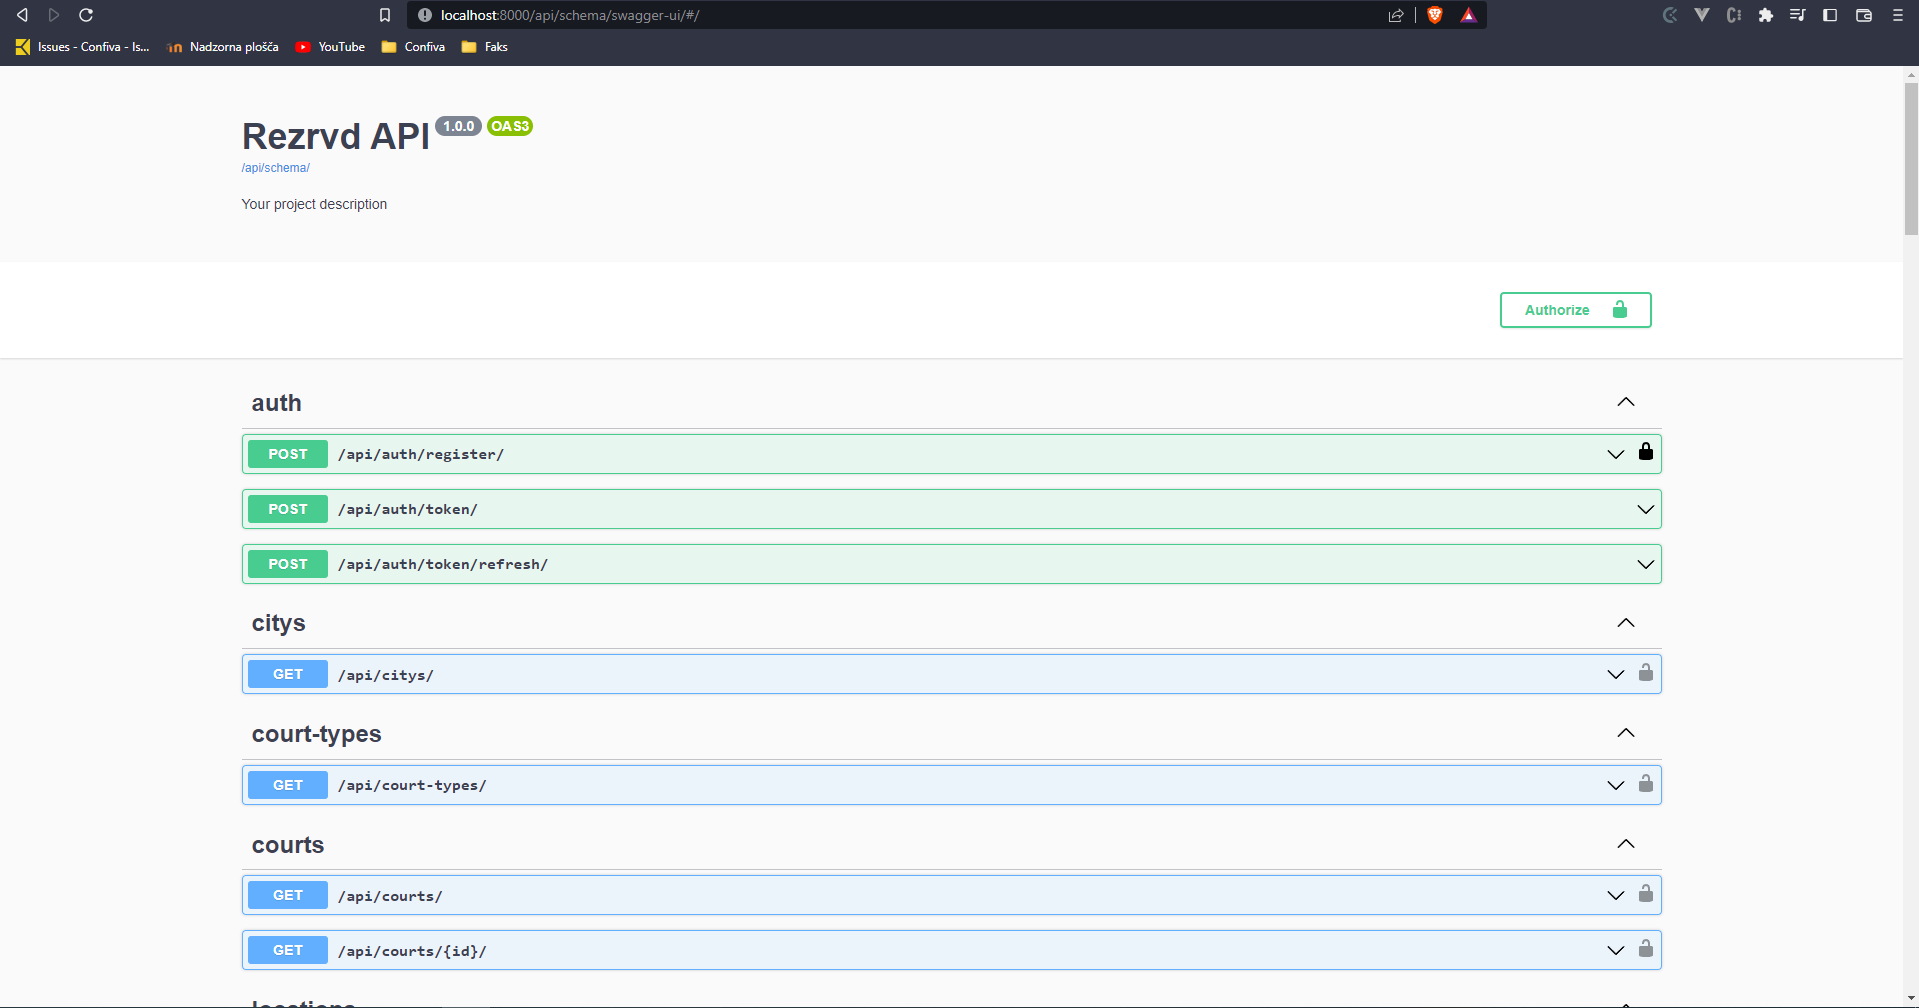 localhost:8000/api/schema/swagger-ui/#/
Issues - Confiva - Is...
Nadzorna plošča
YouTube
Confiva
Faks
Rezrvd API 1.0.0 OAS3
/api/schema/
Your project description
Authorize
auth
POST /api/auth/register/
POST /api/auth/token/
POST /api/auth/token/refresh/
citys
GET /api/citys/
court-types
GET /api/court-types/
courts
GET /api/courts/
GET /api/courts/{id}/
locations